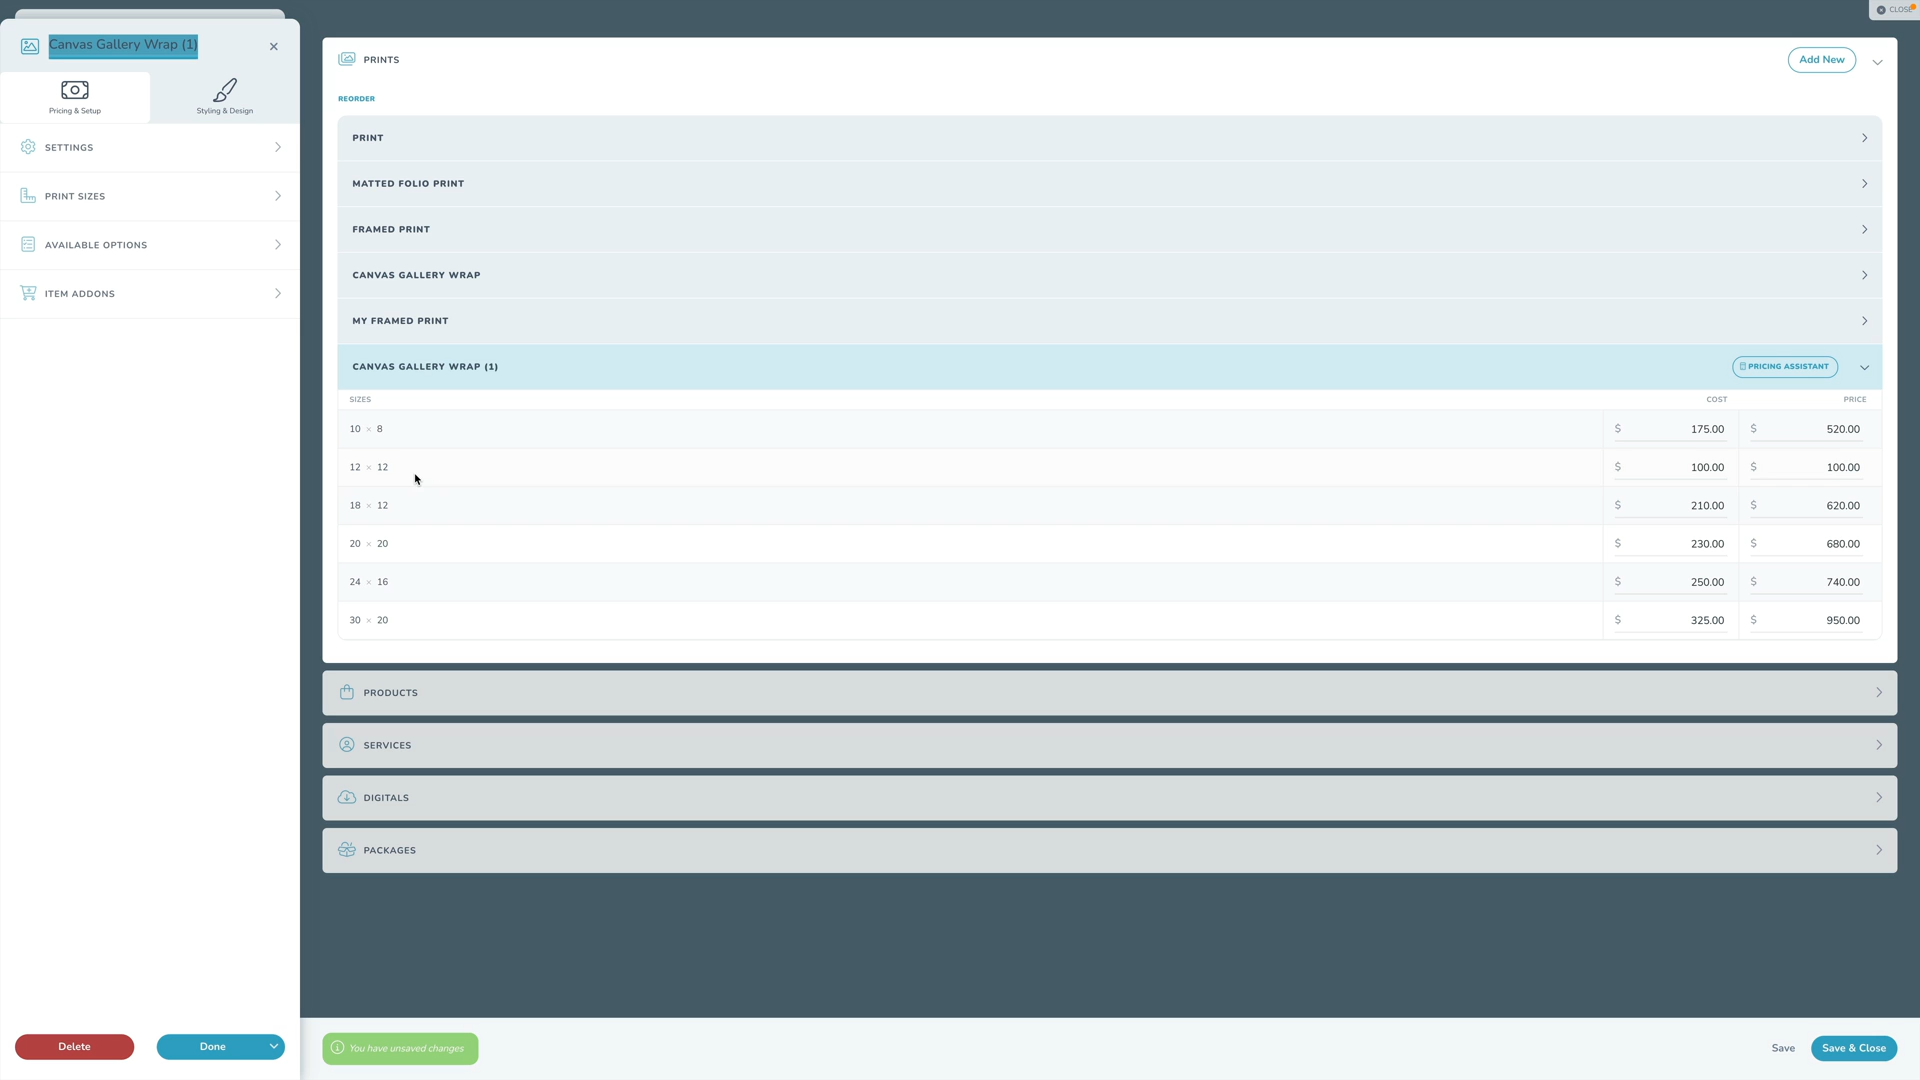 Canvas Gallery Wrap (1)
Pricing & Setup
Styling & Design
SETTINGS
PRINT SIZES
AVAILABLE OPTIONS
ITEM ADDONS
Delete
Done
CLOSE
PRINTS
Add New
REORDER
PRINT
MATTED FOLIO PRINT
FRAMED PRINT
CANVAS GALLERY WRAP
MY FRAMED PRINT
CANVAS GALLERY WRAP (1)
PRICING ASSISTANT
SIZES COST PRICE
10 × 8 $ 175.00 $ 520.00
12 × 12 $ 100.00 $ 100.00
18 × 12 $ 210.00 $ 620.00
20 × 20 $ 230.00 $ 680.00
24 × 16 $ 250.00 $ 740.00
30 × 20 $ 325.00 $ 950.00
PRODUCTS
SERVICES
DIGITALS
PACKAGES
You have unsaved changes
Save
Save & Close